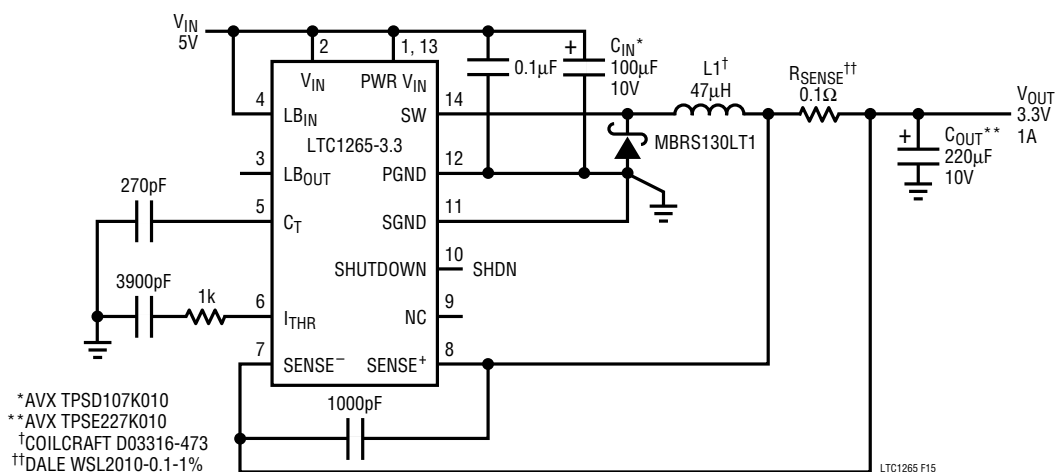 V_IN
5V
2
1, 13
V_IN
PWR V_IN
0.1µF
+
C_IN*
100µF
10V
L1†
47µH
R_SENSE††
0.1Ω
V_OUT
3.3V
1A
4
LB_IN
SW
14
LTC1265-3.3
MBRS130LT1
+
C_OUT**
220µF
10V
3
LB_OUT
PGND
12
270pF
5
C_T
SGND
11
SHUTDOWN
10
SHDN
3900pF
1k
6
I_THR
NC
9
7
SENSE⁻
SENSE⁺
8
1000pF
*AVX TPSD107K010
**AVX TPSE227K010
†COILCRAFT D03316-473
††DALE WSL2010-0.1-1%
LTC1265 F15